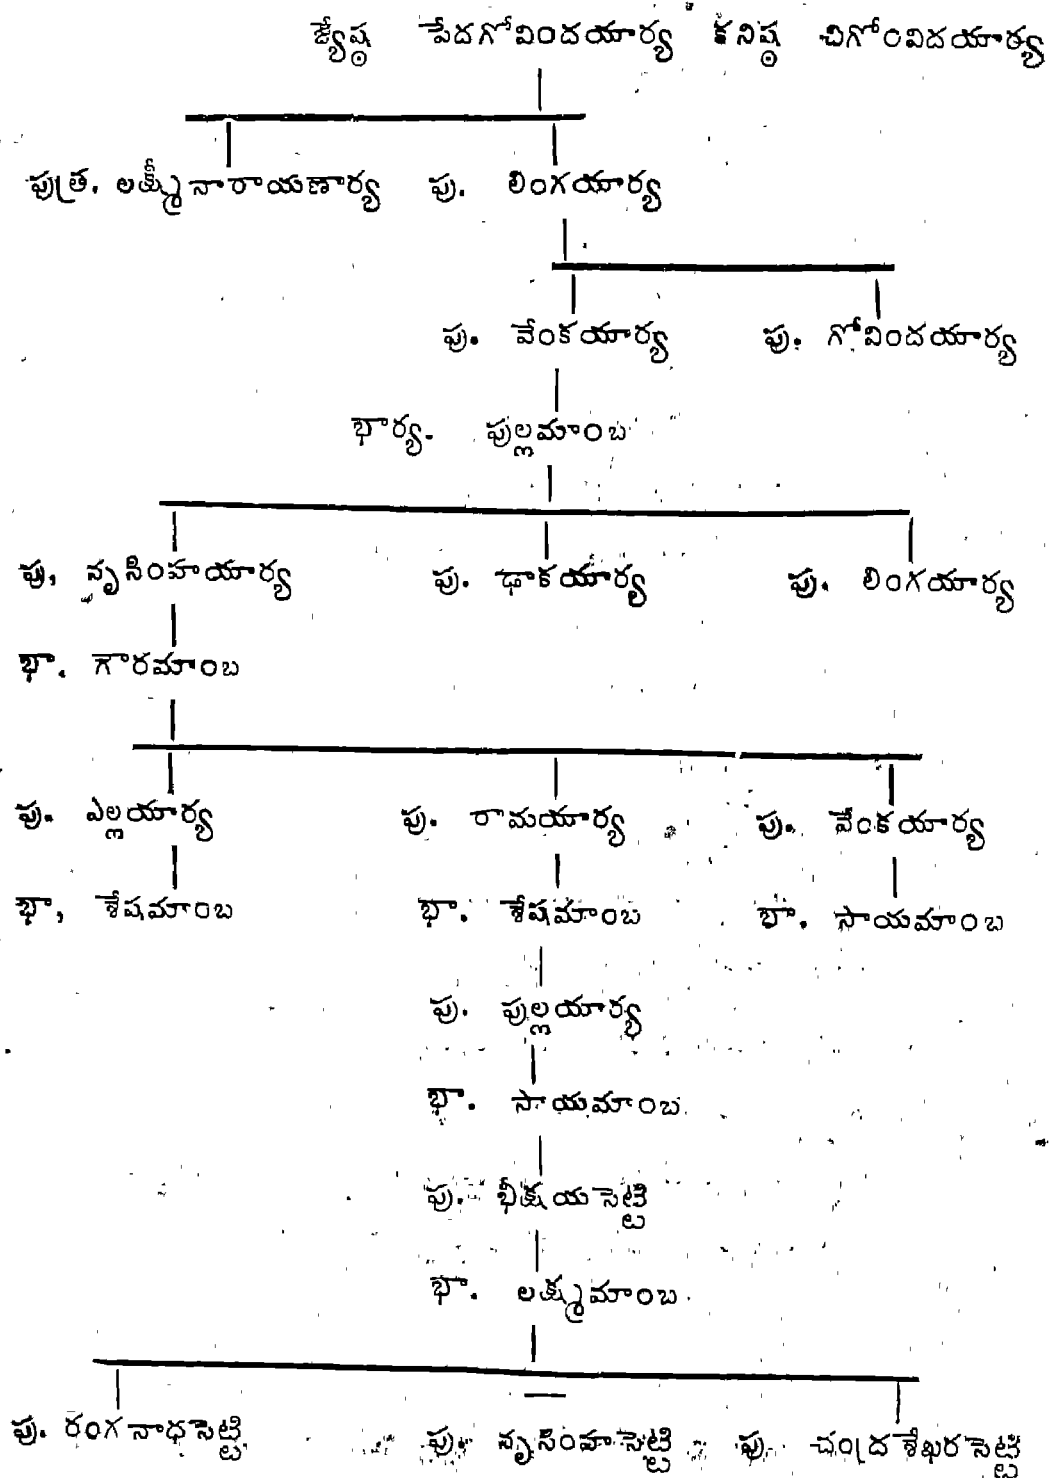 జ్యేష్ఠ పేదగోవిందయార్య కనిష్ఠ చిగోంవిదయార్య
పుత్ర. లక్ష్మీనారాయణార్య పు. లింగయార్య
పు. వేంకయార్య పు. గోవిందయార్య
భార్య. పుల్లమాంబ
పు, నృసింహయార్య పు. ఢాకయార్య పు. లింగయార్య
భా. గౌరమాంబ
పు. ఎల్లయార్య పు. రామయార్య పు. వేంకయార్య
భా, శేషమాంబ భా. శేషమాంబ భా. సాయమాంబ
పు. పుల్లయార్య
భా. సాయమాంబ
పు. భీక్షయసెట్టి
భా. లక్ష్మమాంబ
పు. రంగనాధసెట్టి పు. నృసింహసెట్టి పు. చంద్రశేఖరసెట్టి